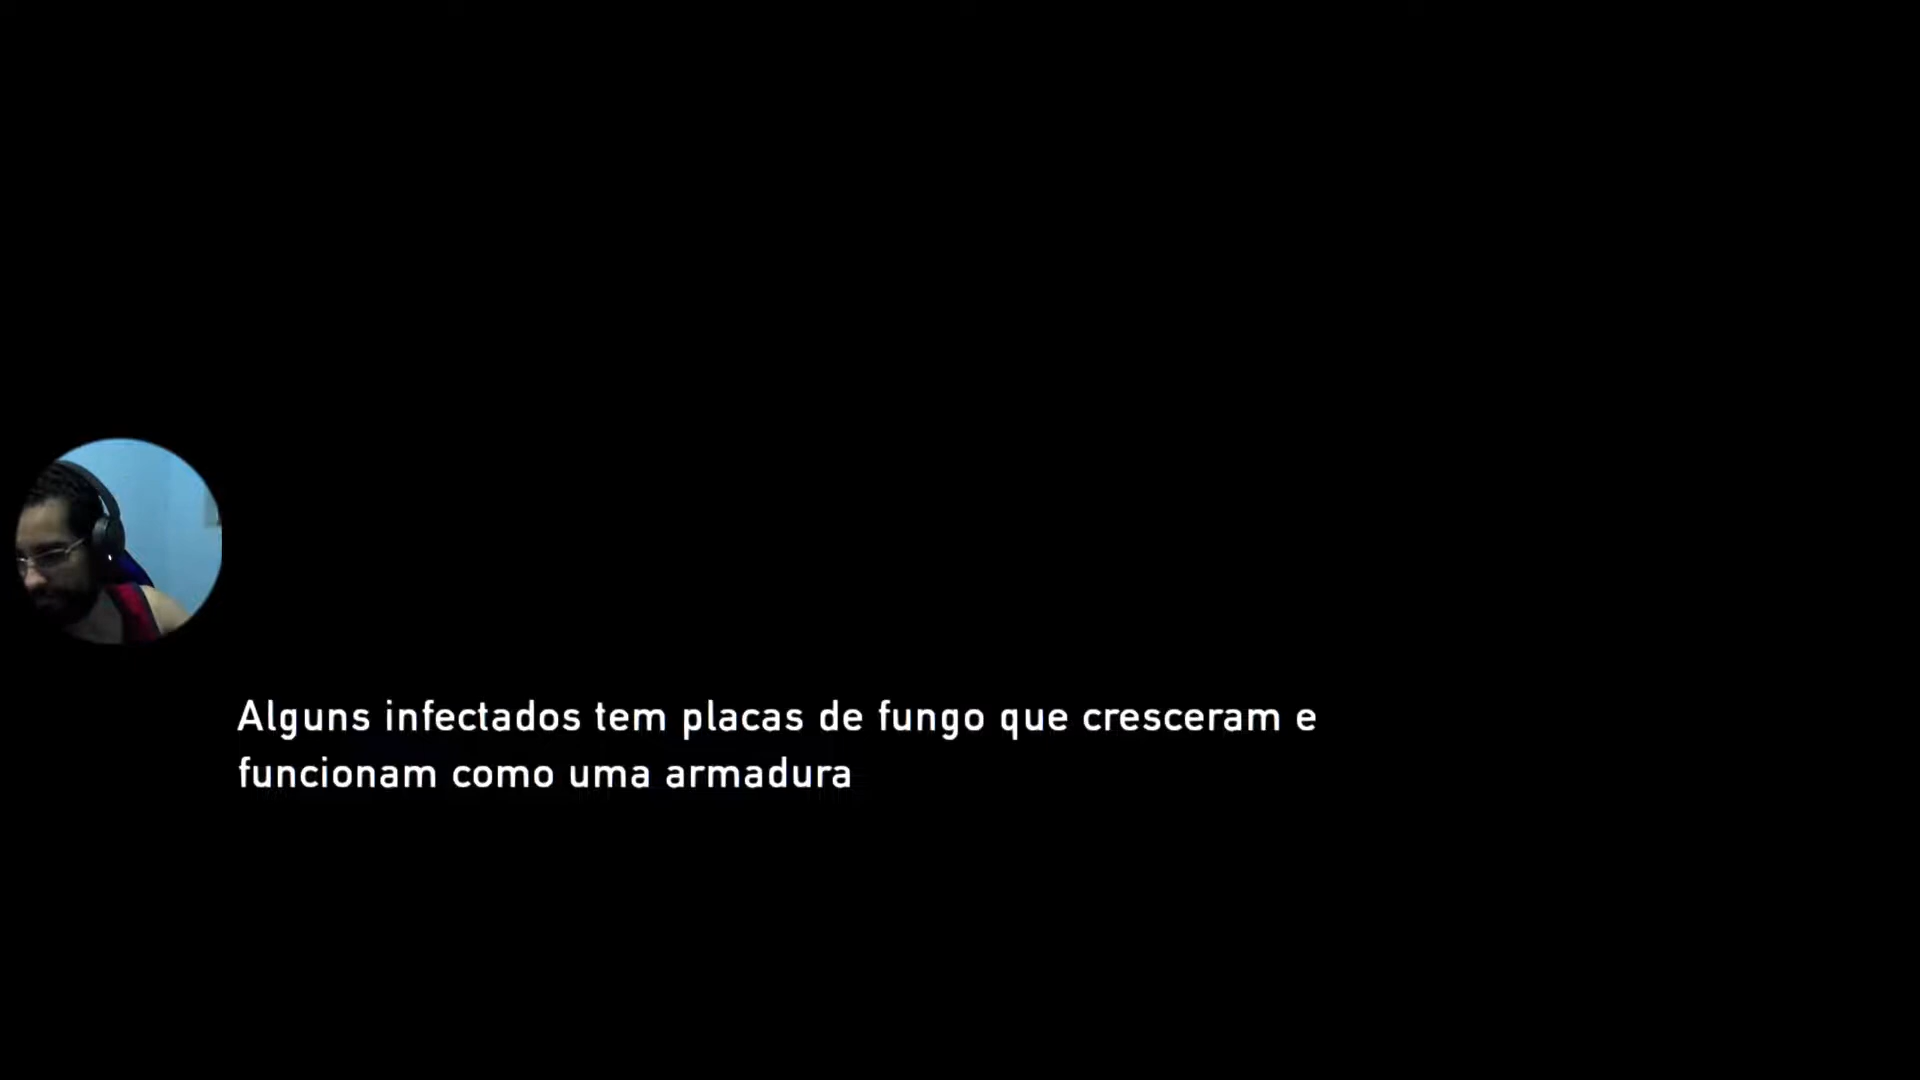 Alguns infectados tem placas de fungo que cresceram e
funcionam como uma armadura